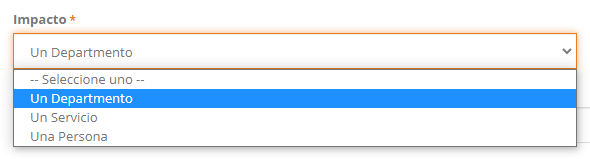 Impacto *
Un Departmento
-- Seleccione uno --
Un Departmento
Un Servicio
Una Persona